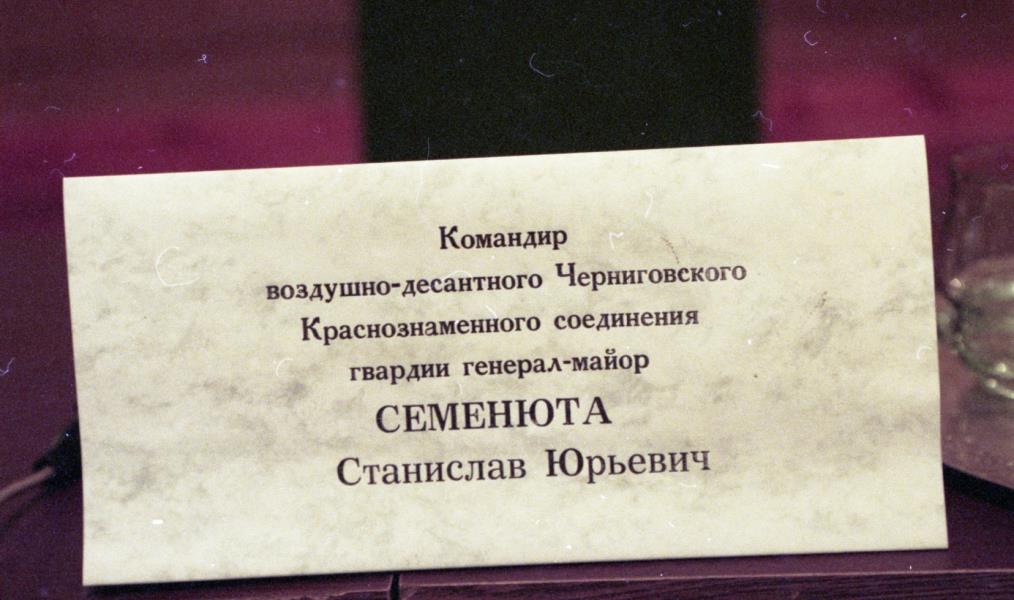 Командир
воздушно-десантного Черниговского
Краснознаменного соединения
гвардии генерал-майор
СЕМЕНЮТА
Станислав Юрьевич